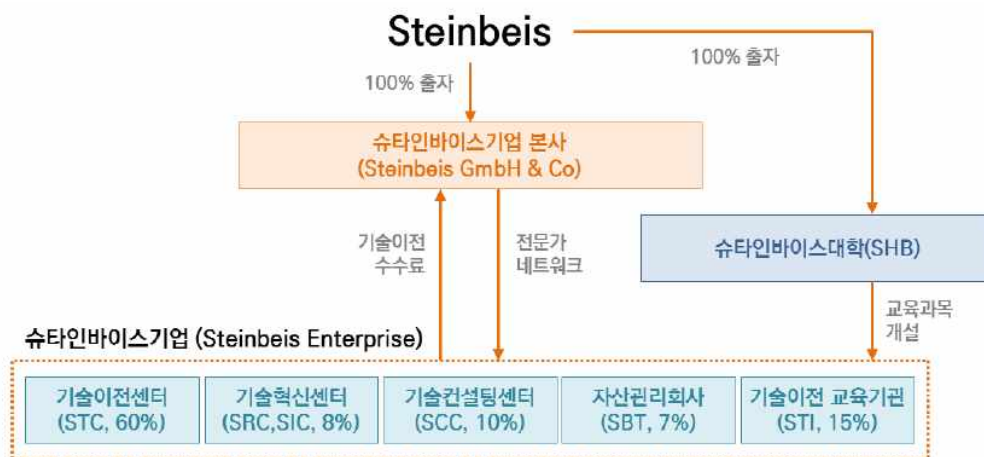 Steinbeis
100% 출자
100% 출자
슈타인바이스기업 본사
(Steinbeis GmbH & Co)
기술이전
수수료
전문가
네트워크
슈타인바이스대학(SHB)
교육과목
개설
슈타인바이스기업 (Steinbeis Enterprise)
기술이전센터
(STC, 60%)
기술혁신센터
(SRC,SIC, 8%)
기술컨설팅센터
(SCC, 10%)
자산관리회사
(SBT, 7%)
기술이전 교육기관
(STI, 15%)